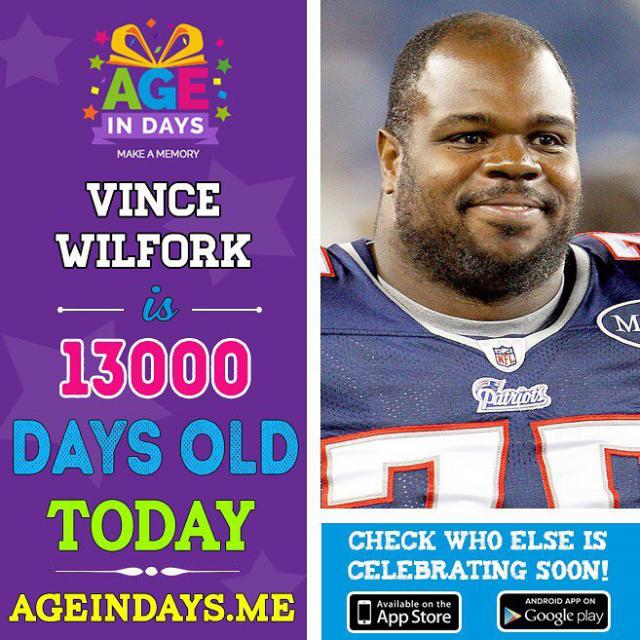 AGE
IN DAYS
MAKE A MEMORY
VINCE
WILFORK
is
13000
DAYS OLD
TODAY
AGEINDAYS.ME
NFL
Patriots
M
75
CHECK WHO ELSE IS
CELEBRATING SOON!
Available on the
App Store
ANDROID APP ON
Google play